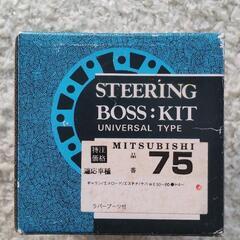 STEERING
BOSS:KIT
UNIVERSAL TYPE
特注
価格
MITSUBISHI
品
番
75
適応車種
ラバーブーツ付